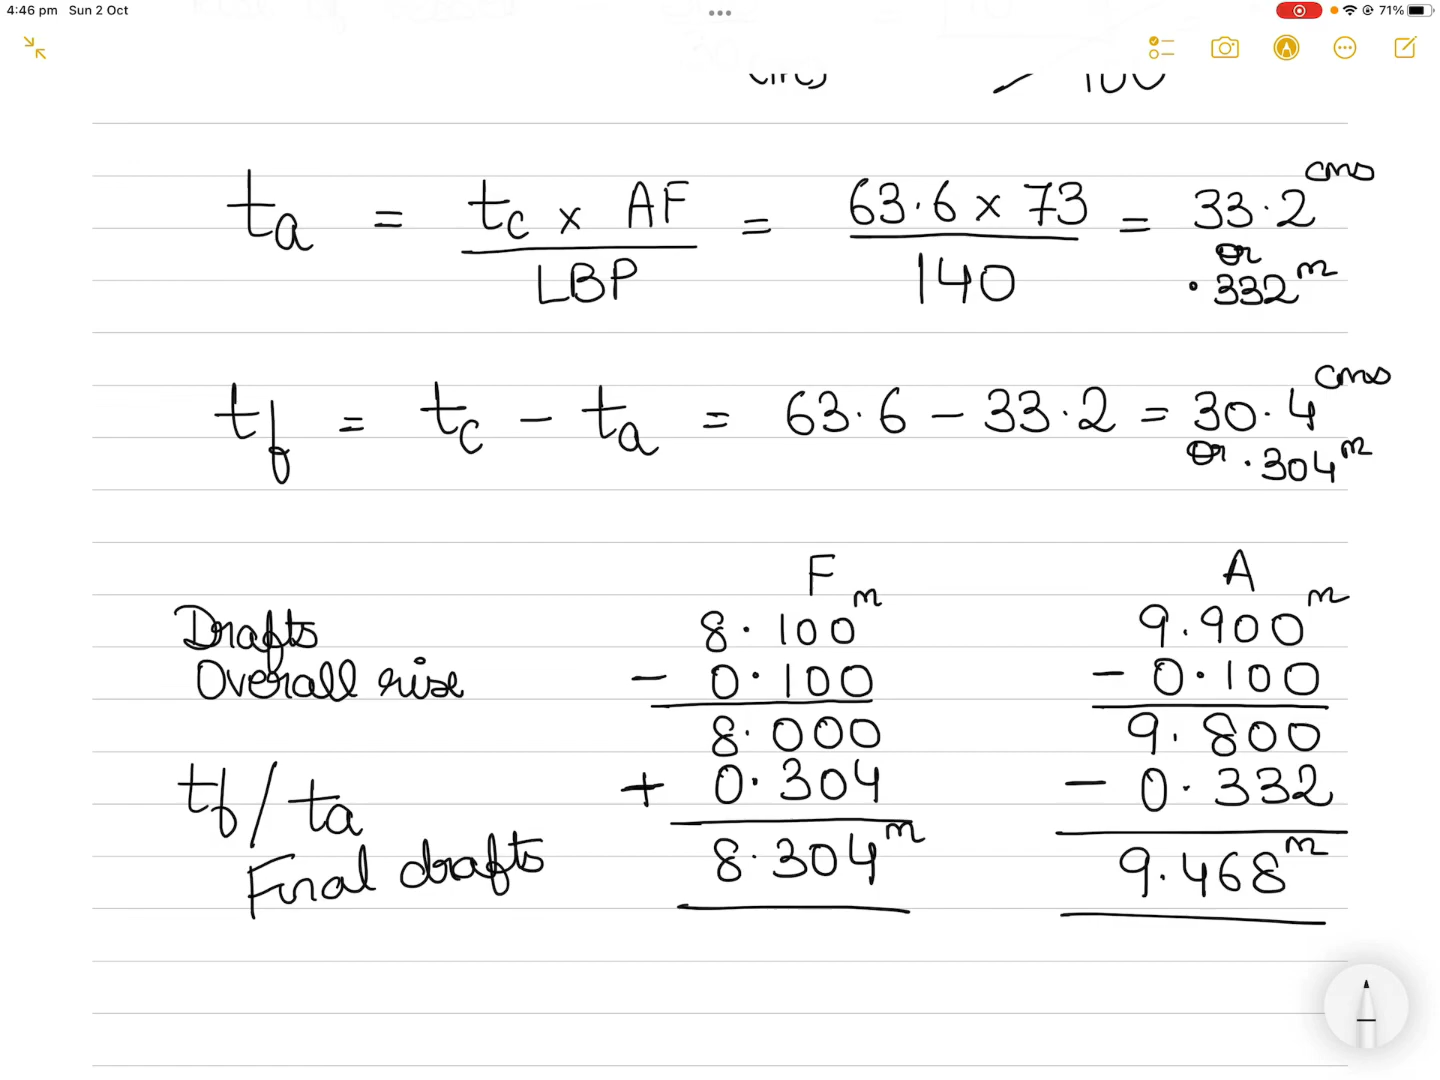 4:46 pm Sun 2 Oct
71%
100
ta = tc x AF / LBP = 63.6 x 73 / 140 = 33.2 cms
or
.332 m
tf = tc - ta = 63.6 - 33.2 = 30.4 cms
or .304 m
F A
Drafts 8.100 m 9.900 m
Overall rise - 0.100 - 0.100
8.000 9.800
tf/ta + 0.304 - 0.332
Final drafts 8.304 m 9.468 m